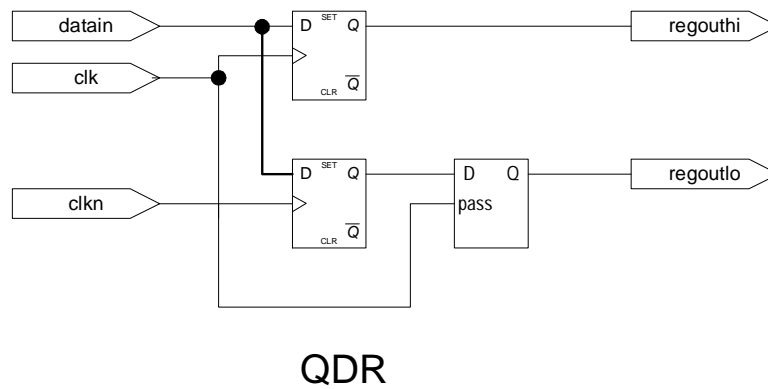 datain
D SET Q
regouthi
clk
Q
CLR
D SET Q
D Q
regoutlo
clkn
pass
Q
CLR
QDR